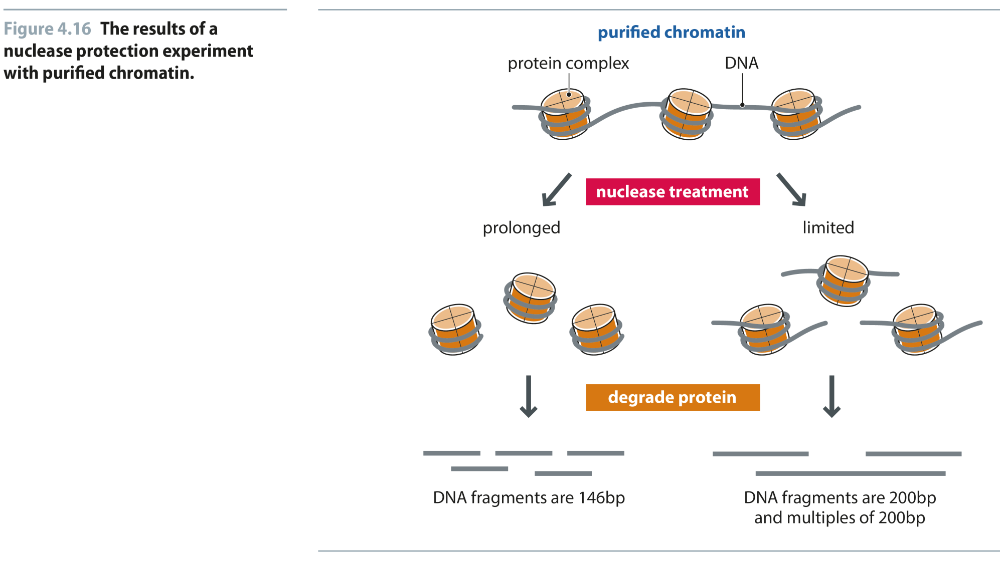 Figure 4.16 The results of a
nuclease protection experiment
with purified chromatin.
purified chromatin
protein complex
DNA
nuclease treatment
prolonged
limited
degrade protein
DNA fragments are 146bp
DNA fragments are 200bp
and multiples of 200bp